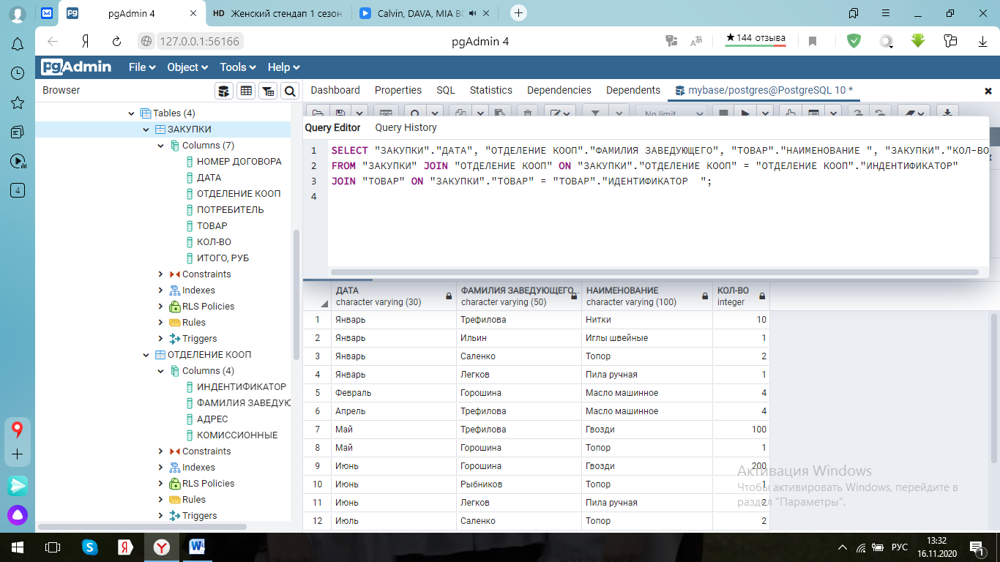 pgAdmin 4
HD Женский стендап 1 сезон
Calvin, DAVA, MIA BO
127.0.0.1:56166
pgAdmin 4
★144 отзыва
pgAdmin
File
Object
Tools
Help
Browser
Dashboard
Properties
SQL
Statistics
Dependencies
Dependents
mybase/postgres@PostgreSQL 10 *
No limit
Tables (4)
ЗАКУПКИ
Columns (7)
НОМЕР ДОГОВОРА
ДАТА
ОТДЕЛЕНИЕ КООП
ПОТРЕБИТЕЛЬ
ТОВАР
КОЛ-ВО
ИТОГО, РУБ
Constraints
Indexes
RLS Policies
Rules
Triggers
ОТДЕЛЕНИЕ КООП
Columns (4)
ИНДЕНТИФИКАТОР
ФАМИЛИЯ ЗАВЕДУЮ
АДРЕС
КОМИССИОННЫЕ
Constraints
Indexes
RLS Policies
Rules
Triggers
4
Query Editor
Query History
1 SELECT "ЗАКУПКИ"."ДАТА", "ОТДЕЛЕНИЕ КООП"."ФАМИЛИЯ ЗАВЕДУЮЩЕГО", "ТОВАР"."НАИМЕНОВАНИЕ ", "ЗАКУПКИ"."КОЛ-ВО
2 FROM "ЗАКУПКИ" JOIN "ОТДЕЛЕНИЕ КООП" ON "ЗАКУПКИ"."ОТДЕЛЕНИЕ КООП" = "ОТДЕЛЕНИЕ КООП"."ИНДЕНТИФИКАТОР"
3 JOIN "ТОВАР" ON "ЗАКУПКИ"."ТОВАР" = "ТОВАР"."ИДЕНТИФИКАТОР  ";
4
ДАТА ФАМИЛИЯ ЗАВЕДУЮЩЕГО... НАИМЕНОВАНИЕ КОЛ-ВО
character varying (30) character varying (50) character varying (100) integer
1 Январь Трефилова Нитки 10
2 Январь Ильин Иглы швейные 1
3 Январь Саленко Топор 2
4 Январь Легков Пила ручная 1
5 Февраль Горошина Масло машинное 4
6 Апрель Трефилова Масло машинное 4
7 Май Трефилова Гвозди 100
8 Май Горошина Топор 1
9 Июнь Горошина Гвозди 200
10 Июнь Рыбников Топор 1
11 Июнь Легков Пила ручная 2
12 Июль Саленко Топор 2
Активация Windows
Чтобы активировать Windows, перейдите в
раздел "Параметры".
РУС
13:32
16.11.2020
1